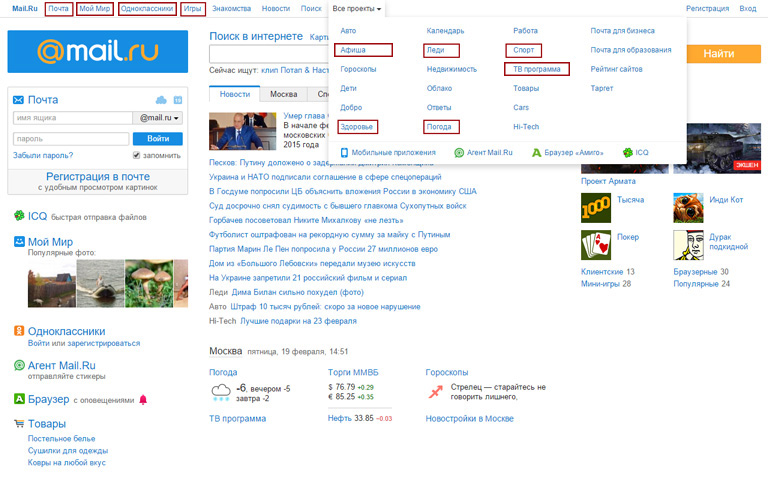 Mail.Ru Почта Мой Мир Одноклассники Игры Знакомства Новости Поиск Все проекты Регистрация Вход
@mail.ru
Поиск в интернете
Найти
Сейчас ищут: клип Потап & Наст
Авто
Афиша
Гороскопы
Дети
Добро
Здоровье
Календарь
Леди
Недвижимость
Облако
Ответы
Погода
Работа
Спорт
ТВ программа
Товары
Cars
Hi-Tech
Почта для бизнеса
Почта для образования
Рейтинг сайтов
Таргет
Мобильные приложения Агент Mail.Ru Браузер «Амиго» ICQ
Почта
имя ящика @mail.ru
пароль Войти
Забыли пароль? запомнить
Регистрация в почте
с удобным просмотром картинок
ICQ быстрая отправка файлов
Мой Мир
Популярные фото:
Одноклассники
Войти или зарегистрироваться
Агент Mail.Ru
отправляйте стикеры
Браузер с оповещениями
Товары
Постельное белье
Сушилки для одежды
Ковры на любой вкус
Новости Москва
Умер глава
В начале фе
московских
2015 года
Песков: Путину доложено о
Украина и НАТО подписали соглашение в сфере спецопераций
В Госдуме попросили ЦБ объяснить вложения России в экономику США
Суд досрочно снял судимость с бывшего главкома Сухопутных войск
Горбачев посоветовал Никите Михалкову «не лезть»
Футболист оштрафован на рекордную сумму за майку с Путиным
Партия Марин Ле Пен попросила у России 27 миллионов евро
Дом из «Большого Лебовски» передали музею искусств
На Украине запретили 21 российский фильм и сериал
Леди Дима Билан сильно похудел (фото)
Авто Штраф 10 тысяч рублей: скоро за новое нарушение
Hi-Tech Лучшие подарки на 23 февраля
Москва пятница, 19 февраля, 14:51
Погода
-6, вечером -5
завтра -2
ТВ программа
Торги ММВБ
$ 76.79 +0.29
€ 85.25 +0.35
Нефть 33.85 −0.03
Гороскопы
Стрелец — старайтесь не
говорить лишнего.
Новостройки в Москве
ЭКШЕН
Проект Армата
1000
Тысяча
Инди Кот
Покер
Дурак
подкидной
Клиентские 13 Браузерные 30
Мини-игры 28 Популярные 24